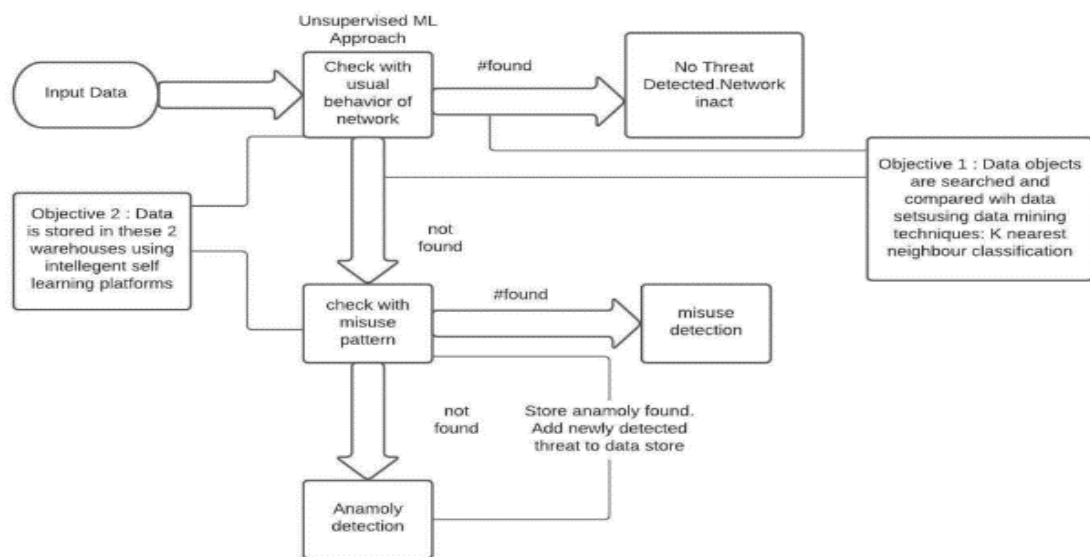 Unsupervised ML
Approach
Input Data
Check with
usual
behavior of
network
#found
No Threat
Detected.Network
inact
Objective 1 : Data objects
are searched and
compared wih data
setsusing data mining
techniques: K nearest
neighbour classification
Objective 2 : Data
is stored in these 2
warehouses using
intellegent self
learning platforms
not
found
check with
misuse
pattern
#found
misuse
detection
not
found
Store anamoly found.
Add newly detected
threat to data store
Anamoly
detection